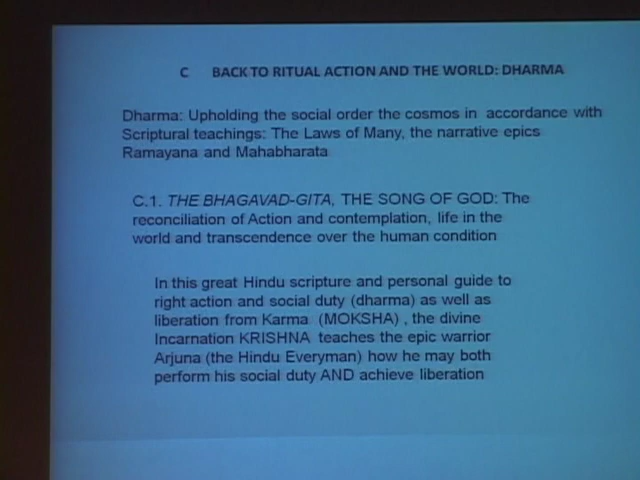 C BACK TO RITUAL ACTION AND THE WORLD: DHARMA
Dharma: Upholding the social order the cosmos in accordance with
Scriptural teachings: The Laws of Many, the narrative epics
Ramayana and Mahabharata
C.1. THE BHAGAVAD-GITA, THE SONG OF GOD: The
reconciliation of Action and contemplation, life in the
world and transcendence over the human condition
In this great Hindu scripture and personal guide to
right action and social duty (dharma) as well as
liberation from Karma (MOKSHA) , the divine
Incarnation KRISHNA teaches the epic warrior
Arjuna (the Hindu Everyman) how he may both
perform his social duty AND achieve liberation